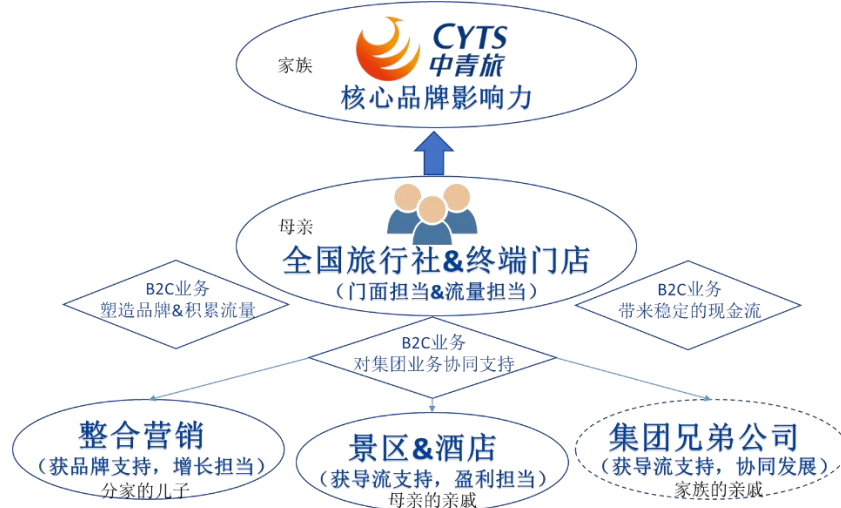 CYTS
中青旅
家族
核心品牌影响力
母亲
全国旅行社&终端门店
（门面担当&流量担当）
B2C业务
塑造品牌&积累流量
B2C业务
带来稳定的现金流
B2C业务
对集团业务协同支持
整合营销
（获品牌支持，增长担当）
分家的儿子
景区&酒店
（获导流支持，盈利担当）
母亲的亲戚
集团兄弟公司
（获导流支持，协同发展）
家族的亲戚